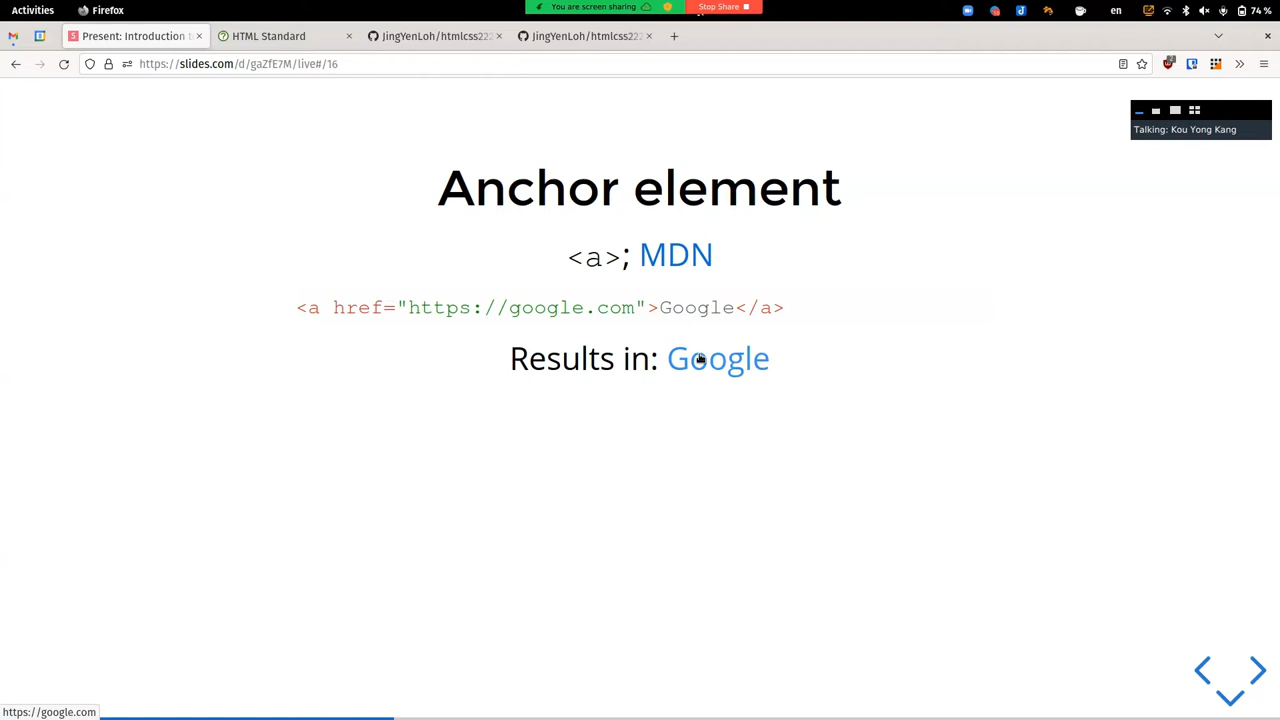 Activities
Firefox
You are screen sharing
Stop Share
en
74 %
Present: Introduction t
HTML Standard
JingYenLoh/htmlcss222
JingYenLoh/htmlcss222
https://slides.com/d/gaZfE7M/live#/16
Talking: Kou Yong Kang
Anchor element
<a>; MDN
<a href="https://google.com">Google</a>
Results in: Google
https://google.com